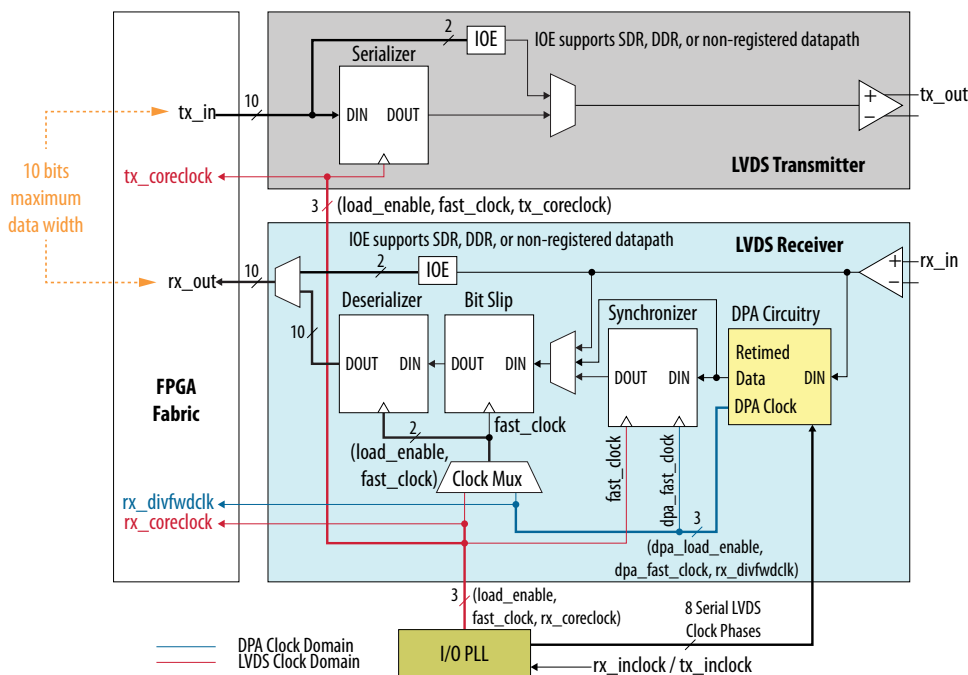 3
2
IOE
IOE supports SDR, DDR, or non-registered datapath
Serializer
tx_in
10
DIN
DOUT
+
−
tx_out
LVDS Transmitter
tx_coreclock
10 bits
maximum
data width
3
(load_enable, fast_clock, tx_coreclock)
IOE supports SDR, DDR, or non-registered datapath
LVDS Receiver
rx_out
10
2
IOE
+
−
rx_in
Deserializer
Bit Slip
Synchronizer
DPA Circuitry
10
DOUT
DIN
DOUT
DIN
DOUT
DIN
Retimed
Data
DIN
DPA Clock
FPGA
Fabric
2
(load_enable,
fast_clock)
fast_clock
Clock Mux
fast_clock
dpa_fast_clock
rx_divfwdclk
rx_coreclock
3
(dpa_load_enable,
dpa_fast_clock, rx_divfwdclk)
3
(load_enable,
fast_clock, rx_coreclock)
8 Serial LVDS
Clock Phases
DPA Clock Domain
LVDS Clock Domain
I/O PLL
rx_inclock / tx_inclock